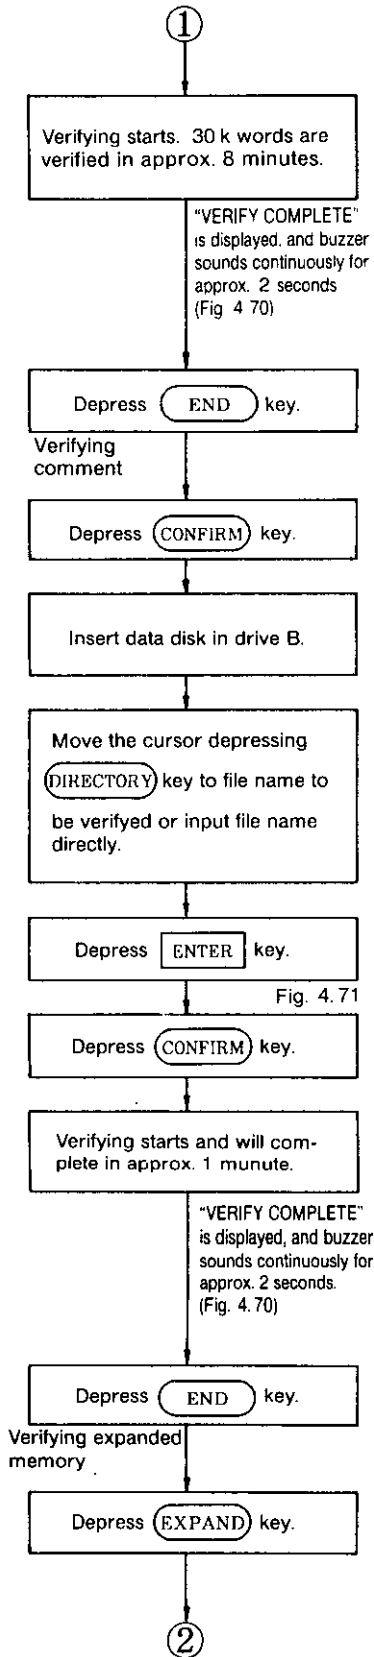 ①
Verifying starts. 30 k words are
verified in approx. 8 minutes.
"VERIFY COMPLETE"
is displayed, and buzzer
sounds continuously for
approx. 2 seconds
(Fig 4 70)
Depress END key.
Verifying
comment
Depress CONFIRM key.
Insert data disk in drive B.
Move the cursor depressing
DIRECTORY key to file name to
be verifyed or input file name
directly.
Depress ENTER key.
Fig. 4.71
Depress CONFIRM key.
Verifying starts and will com-
plete in approx. 1 munute.
"VERIFY COMPLETE"
is displayed, and buzzer
sounds continuously for
approx. 2 seconds.
(Fig. 4.70)
Depress END key.
Verifying expanded
memory
Depress EXPAND key.
②